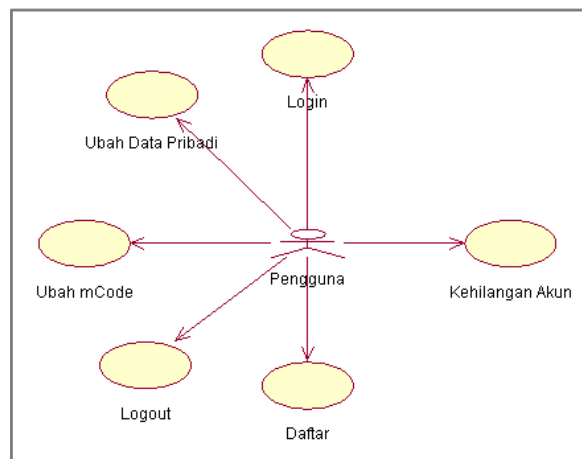 Login
Ubah Data Pribadi
Ubah mCode
Pengguna
Kehilangan Akun
Logout
Daftar